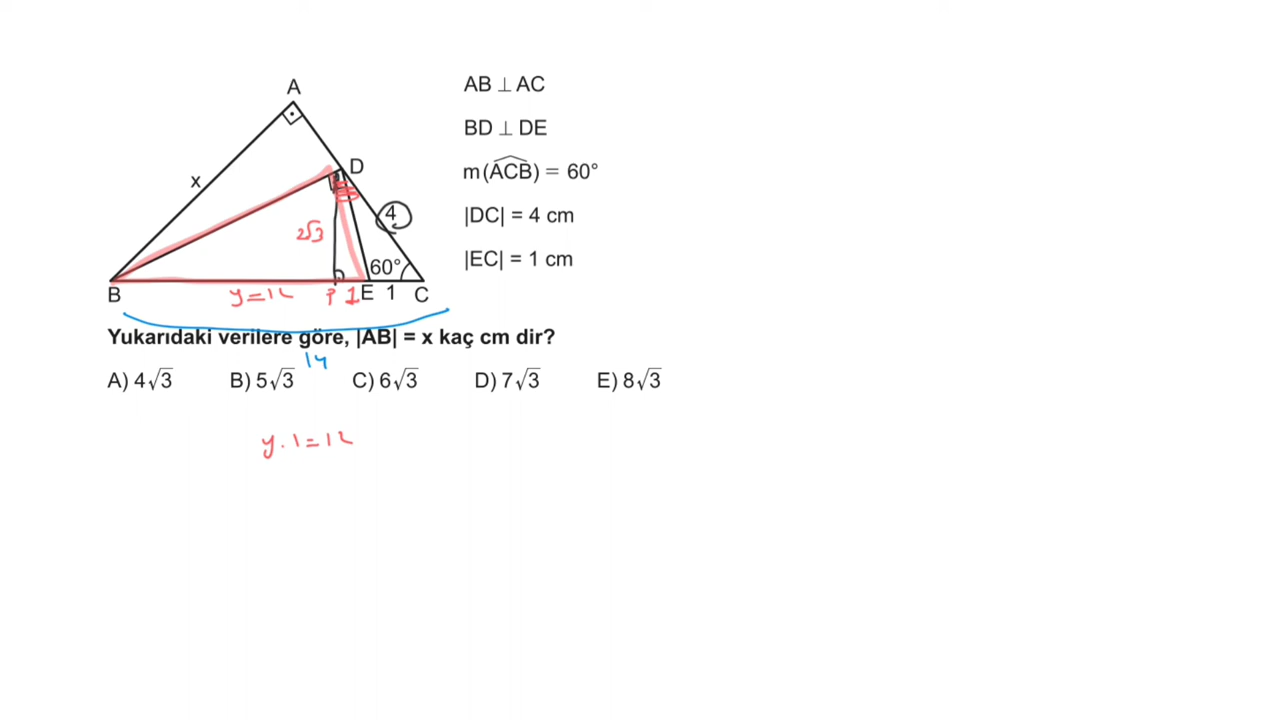 A
AB ⊥ AC
BD ⊥ DE
D
m(ACB) = 60°
x
4
|DC| = 4 cm
2√3
60°
|EC| = 1 cm
B
y = 12
1
E
1
C
Yukarıdaki verilere göre, |AB| = x kaç cm dir?
14
A) 4√3 B) 5√3 C) 6√3 D) 7√3 E) 8√3
y . 1 = 12